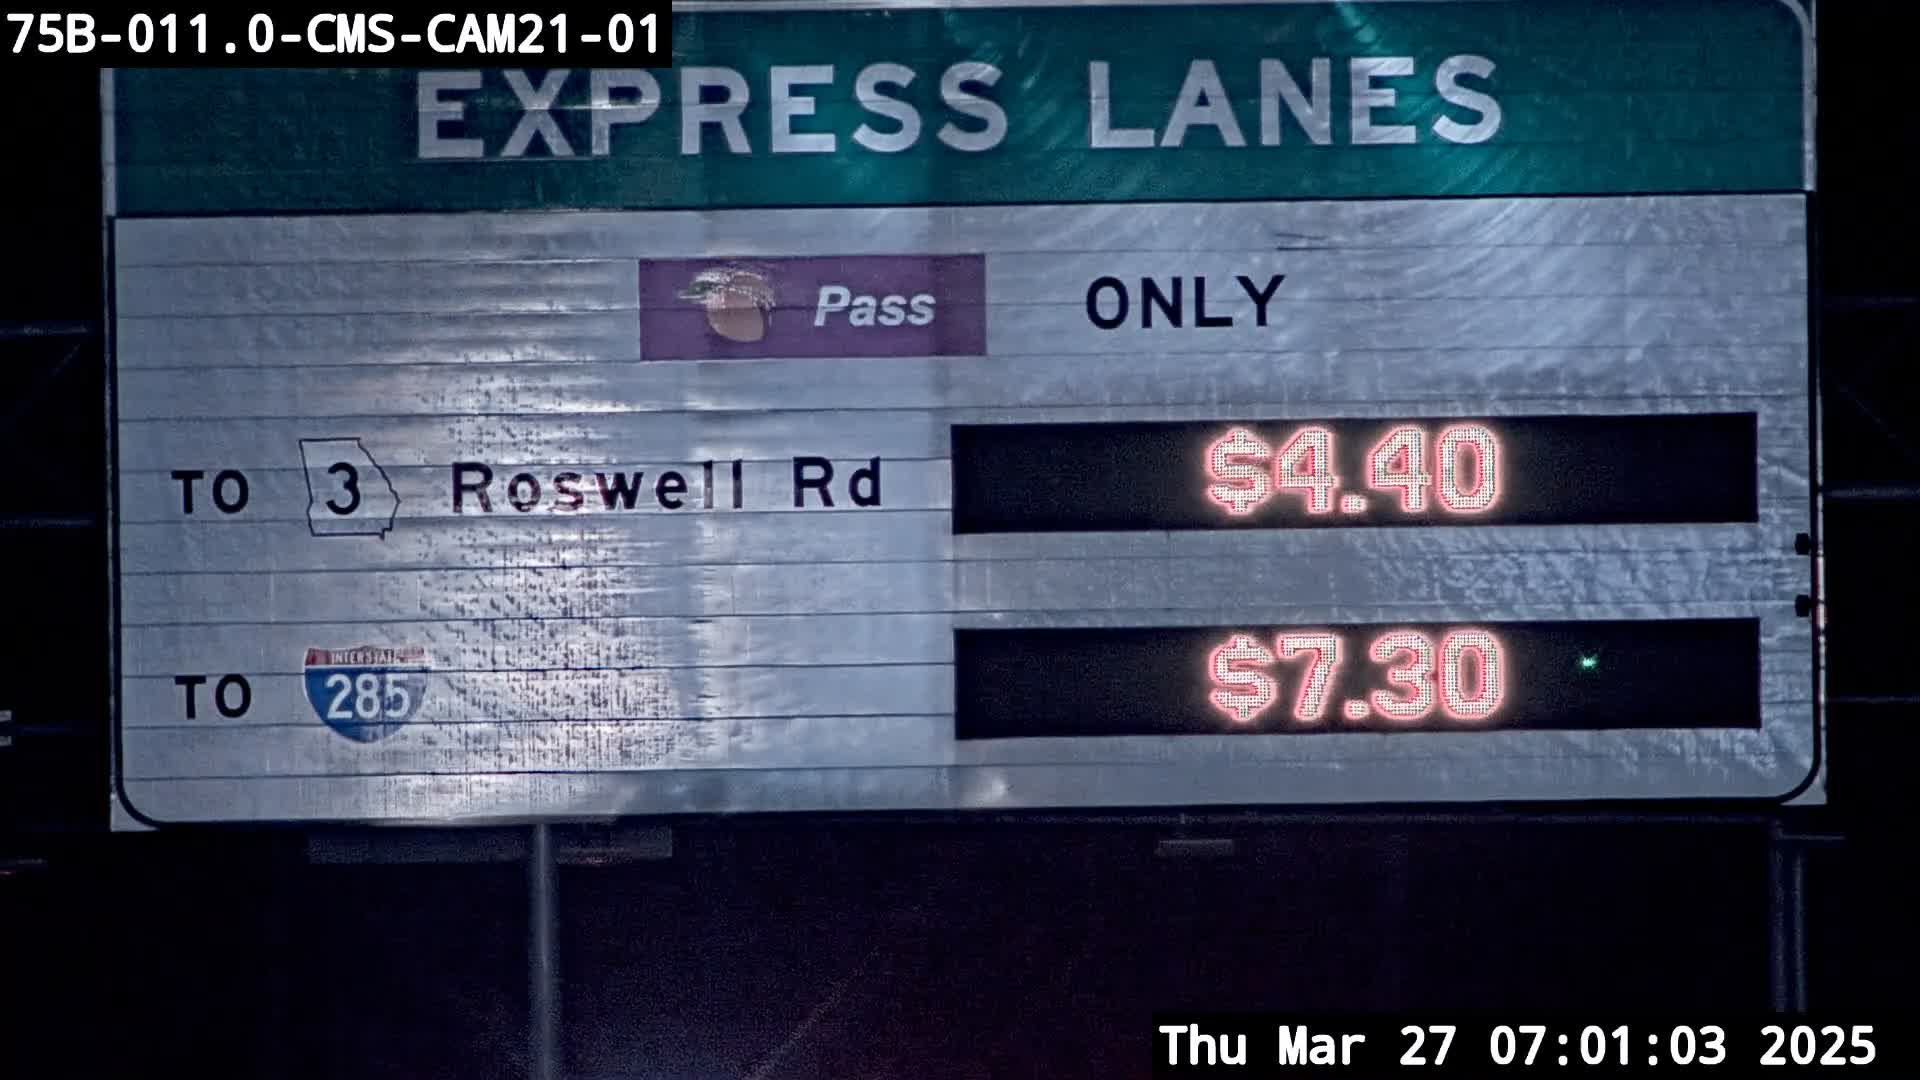 75B-011.0-CMS-CAM21-01
EXPRESS LANES
Pass ONLY
TO 3 Roswell Rd $4.40
TO INTERSTATE 285 $7.30
Thu Mar 27 07:01:03 2025